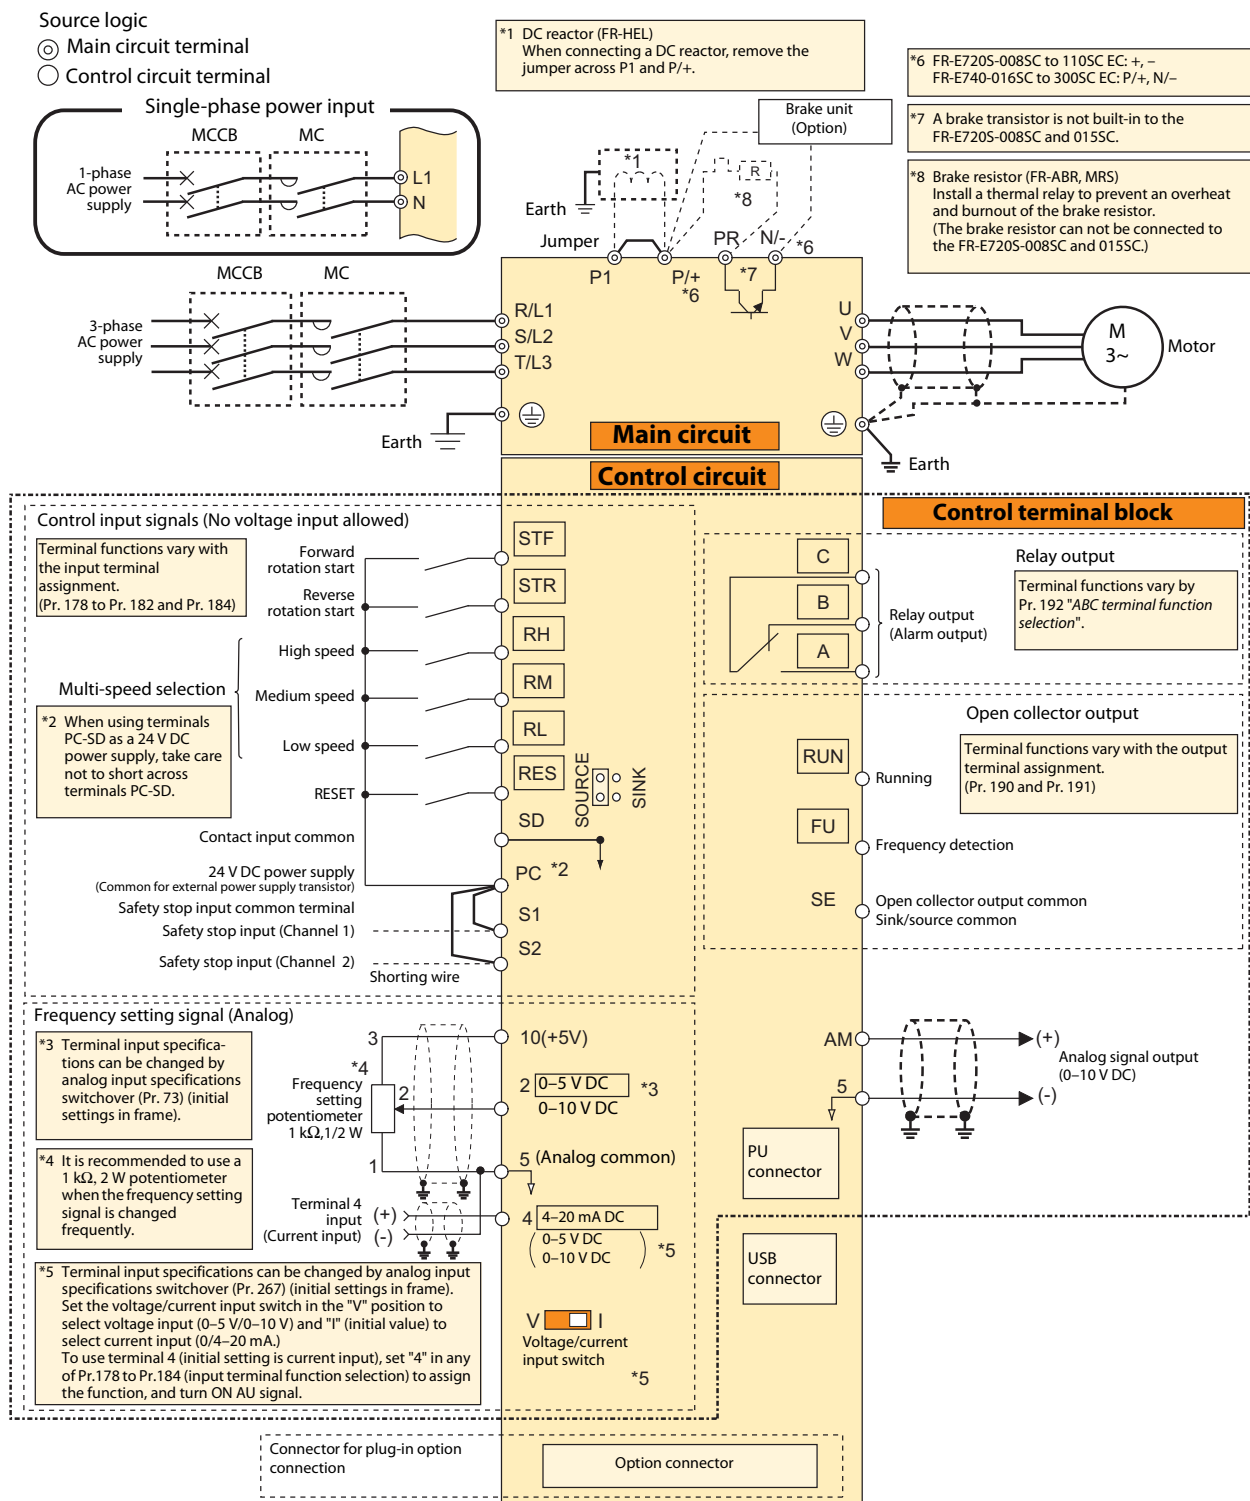 Source logic
Main circuit terminal
Control circuit terminal
*1 DC reactor (FR-HEL)
When connecting a DC reactor, remove the
jumper across P1 and P/+.
*6 FR-E720S-008SC to 110SC EC: +, –
FR-E740-016SC to 300SC EC: P/+, N/–
*7 A brake transistor is not built-in to the
FR-E720S-008SC and 015SC.
*8 Brake resistor (FR-ABR, MRS)
Install a thermal relay to prevent an overheat
and burnout of the brake resistor.
(The brake resistor can not be connected to
the FR-E720S-008SC and 015SC.)
Single-phase power input
MCCB
MC
1-phase
AC power
supply
L1
N
Brake unit
(Option)
*1
R
*8
Earth
Jumper
PR
N/-
*6
P1
P/+
*6
*7
MCCB
MC
3-phase
AC power
supply
R/L1
S/L2
T/L3
U
V
W
M
3~
Motor
Earth
Main circuit
Earth
Control circuit
Control terminal block
Control input signals (No voltage input allowed)
Terminal functions vary with
the input terminal
assignment.
(Pr. 178 to Pr. 182 and Pr. 184)
Forward
rotation start
STF
Reverse
rotation start
STR
High speed
RH
Multi-speed selection
Medium speed
RM
Low speed
RL
RESET
RES
*2 When using terminals
PC-SD as a 24 V DC
power supply, take care
not to short across
terminals PC-SD.
SOURCE
SINK
Contact input common
SD
24 V DC power supply
(Common for external power supply transistor)
PC *2
Safety stop input common terminal
Safety stop input (Channel 1)
S1
Safety stop input (Channel 2)
S2
Shorting wire
C
B
A
Relay output
Terminal functions vary by
Pr. 192 "ABC terminal function
selection".
Relay output
(Alarm output)
Open collector output
Terminal functions vary with the output
terminal assignment.
(Pr. 190 and Pr. 191)
RUN
Running
FU
Frequency detection
SE
Open collector output common
Sink/source common
Frequency setting signal (Analog)
*3 Terminal input specifica-
tions can be changed by
analog input specifications
switchover (Pr. 73) (initial
settings in frame).
*4 It is recommended to use a
1 kΩ, 2 W potentiometer
when the frequency setting
signal is changed
frequently.
3
*4
Frequency
setting
potentiometer
1 kΩ,1/2 W
2
1
10(+5V)
2 0–5 V DC
0–10 V DC
*3
5 (Analog common)
Terminal 4
input
(Current input)
(+)
(-)
4 4–20 mA DC
( 0–5 V DC
0–10 V DC ) *5
*5 Terminal input specifications can be changed by analog input
specifications switchover (Pr. 267) (initial settings in frame).
Set the voltage/current input switch in the "V" position to
select voltage input (0–5 V/0–10 V) and "I" (initial value) to
select current input (0/4–20 mA.)
To use terminal 4 (initial setting is current input), set "4" in any
of Pr.178 to Pr.184 (input terminal function selection) to assign
the function, and turn ON AU signal.
V I
Voltage/current
input switch
*5
AM
5
(+)
(-)
Analog signal output
(0–10 V DC)
PU
connector
USB
connector
Connector for plug-in option
connection
Option connector